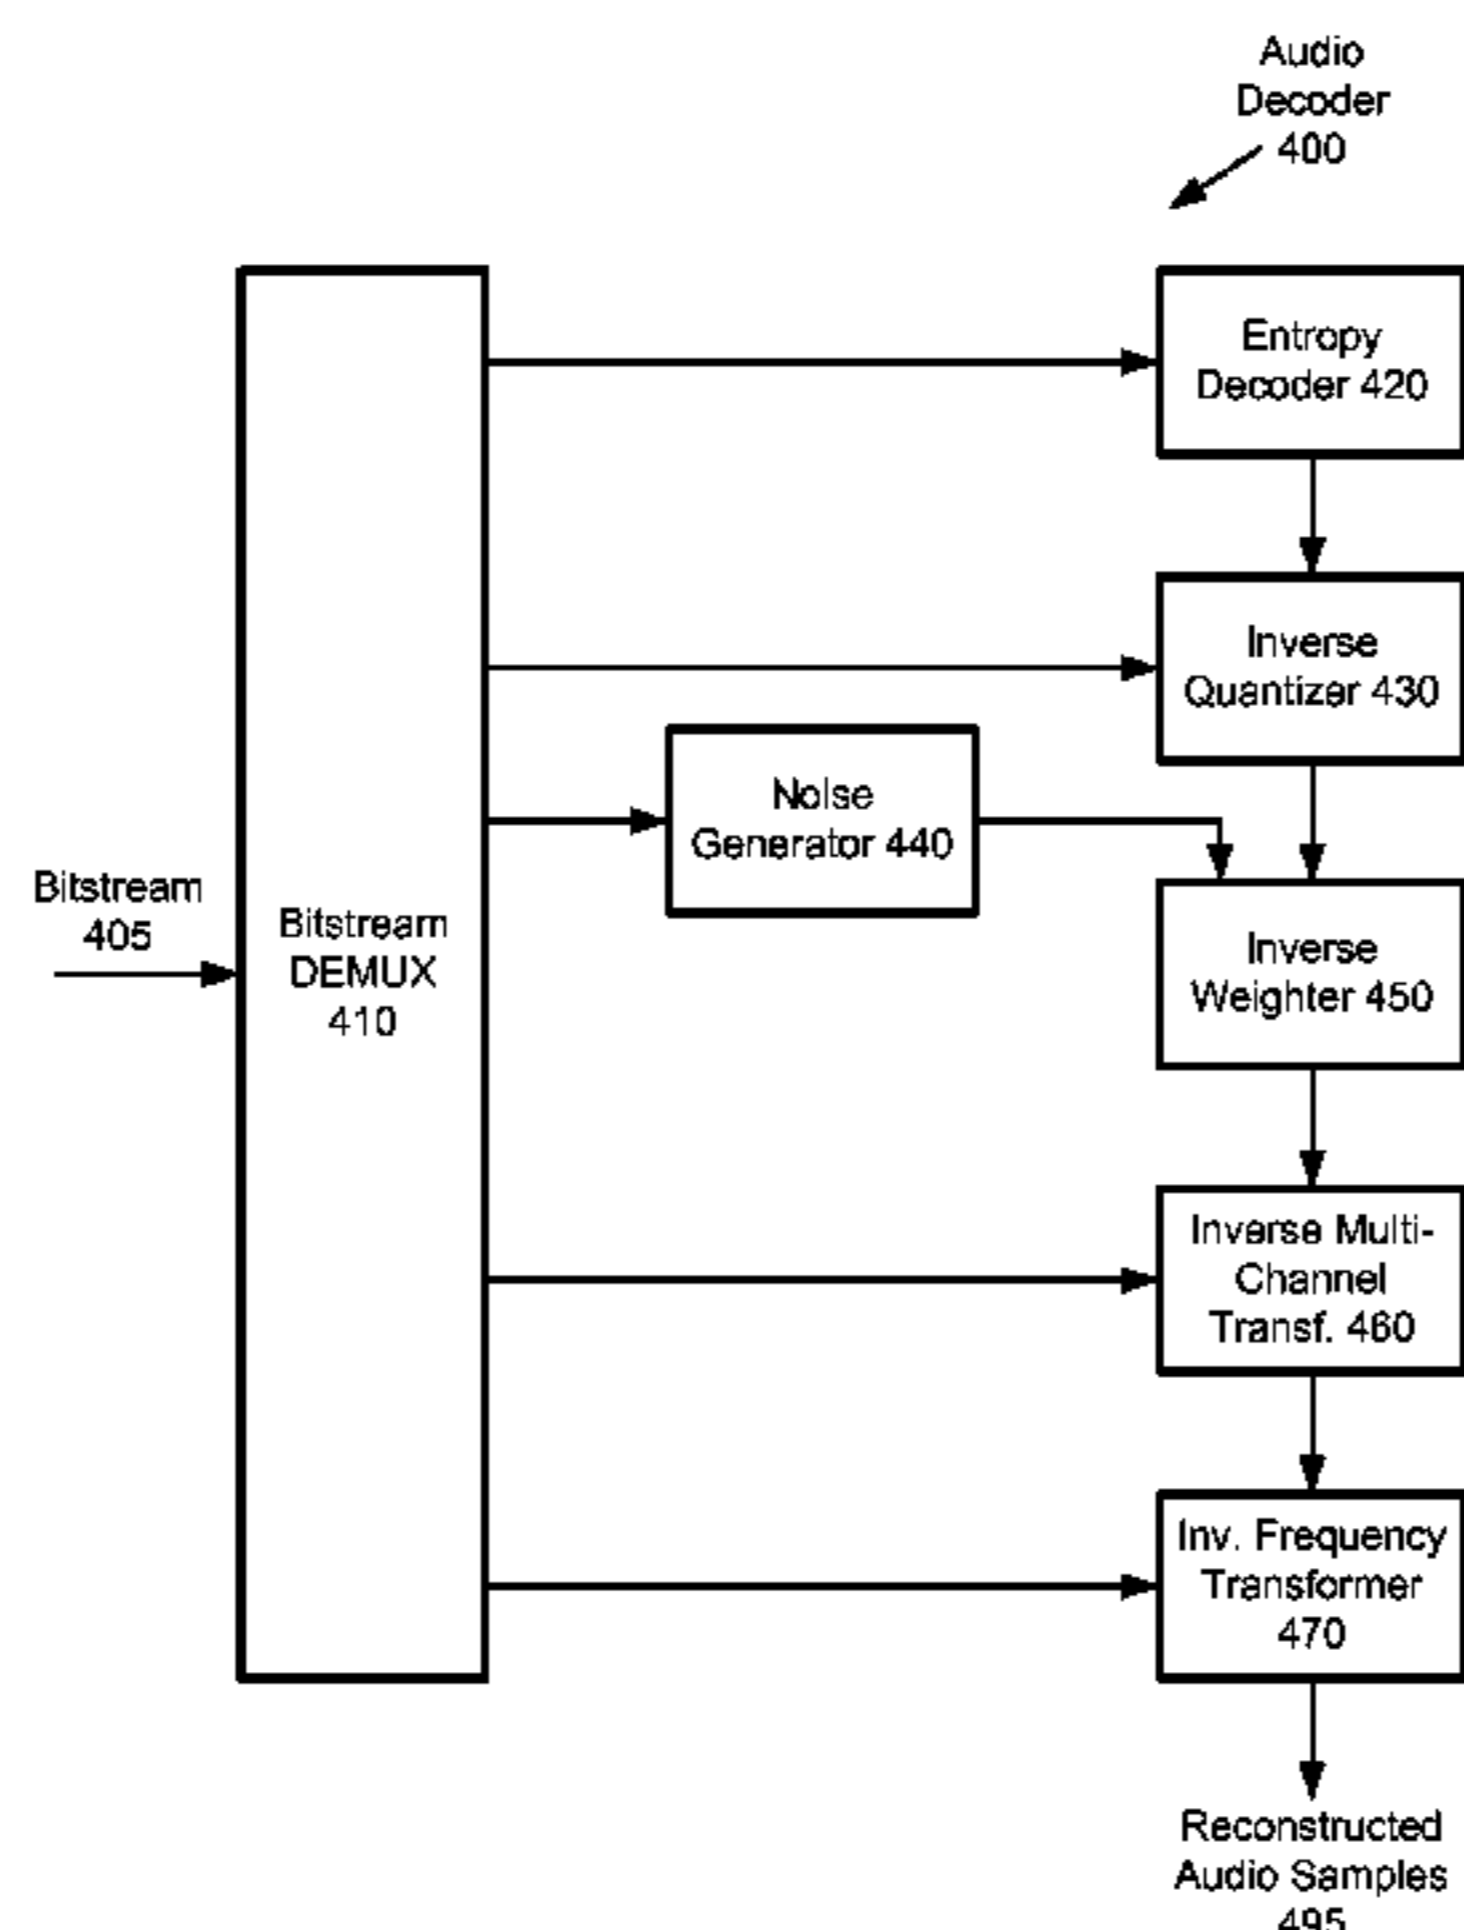 Audio
Decoder
400
Entropy
Decoder 420
Inverse
Quantizer 430
Noise
Generator 440
Bitstream
405
Bitstream
DEMUX
410
Inverse
Weighter 450
Inverse Multi-
Channel
Transf. 460
Inv. Frequency
Transformer
470
Reconstructed
Audio Samples
495